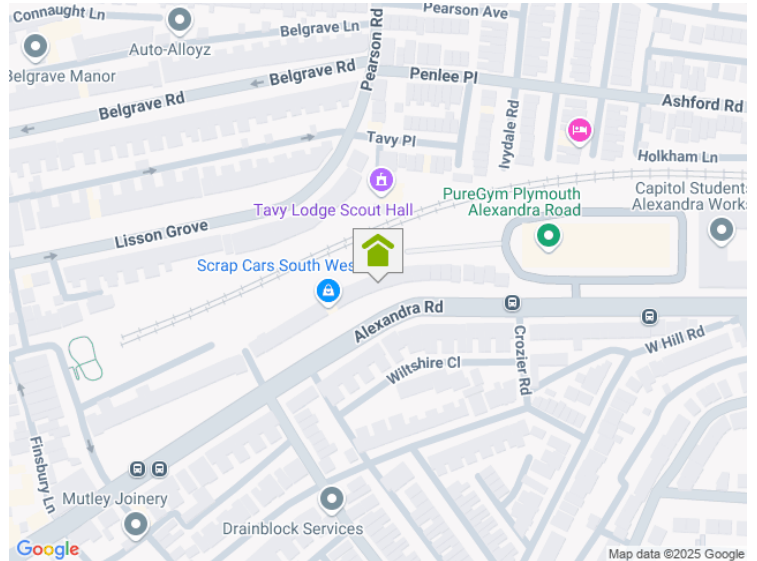 Connaught Ln
Pearson Ave
Auto-Alloyz
Belgrave Ln
Belgrave Manor
Pearson Rd
Belgrave Rd
Penlee Pl
Belgrave Rd
Ashford Rd
Ivydale Rd
Tavy Pl
Holkham Ln
Tavy Lodge Scout Hall
PureGym Plymouth
Alexandra Road
Capitol Students
Alexandra Works
Lisson Grove
Scrap Cars South Wes
Alexandra Rd
Crozier Rd
W Hill Rd
Wiltshire Cl
Finsbury Ln
Mutley Joinery
Drainblock Services
Google
Map data ©2025 Google